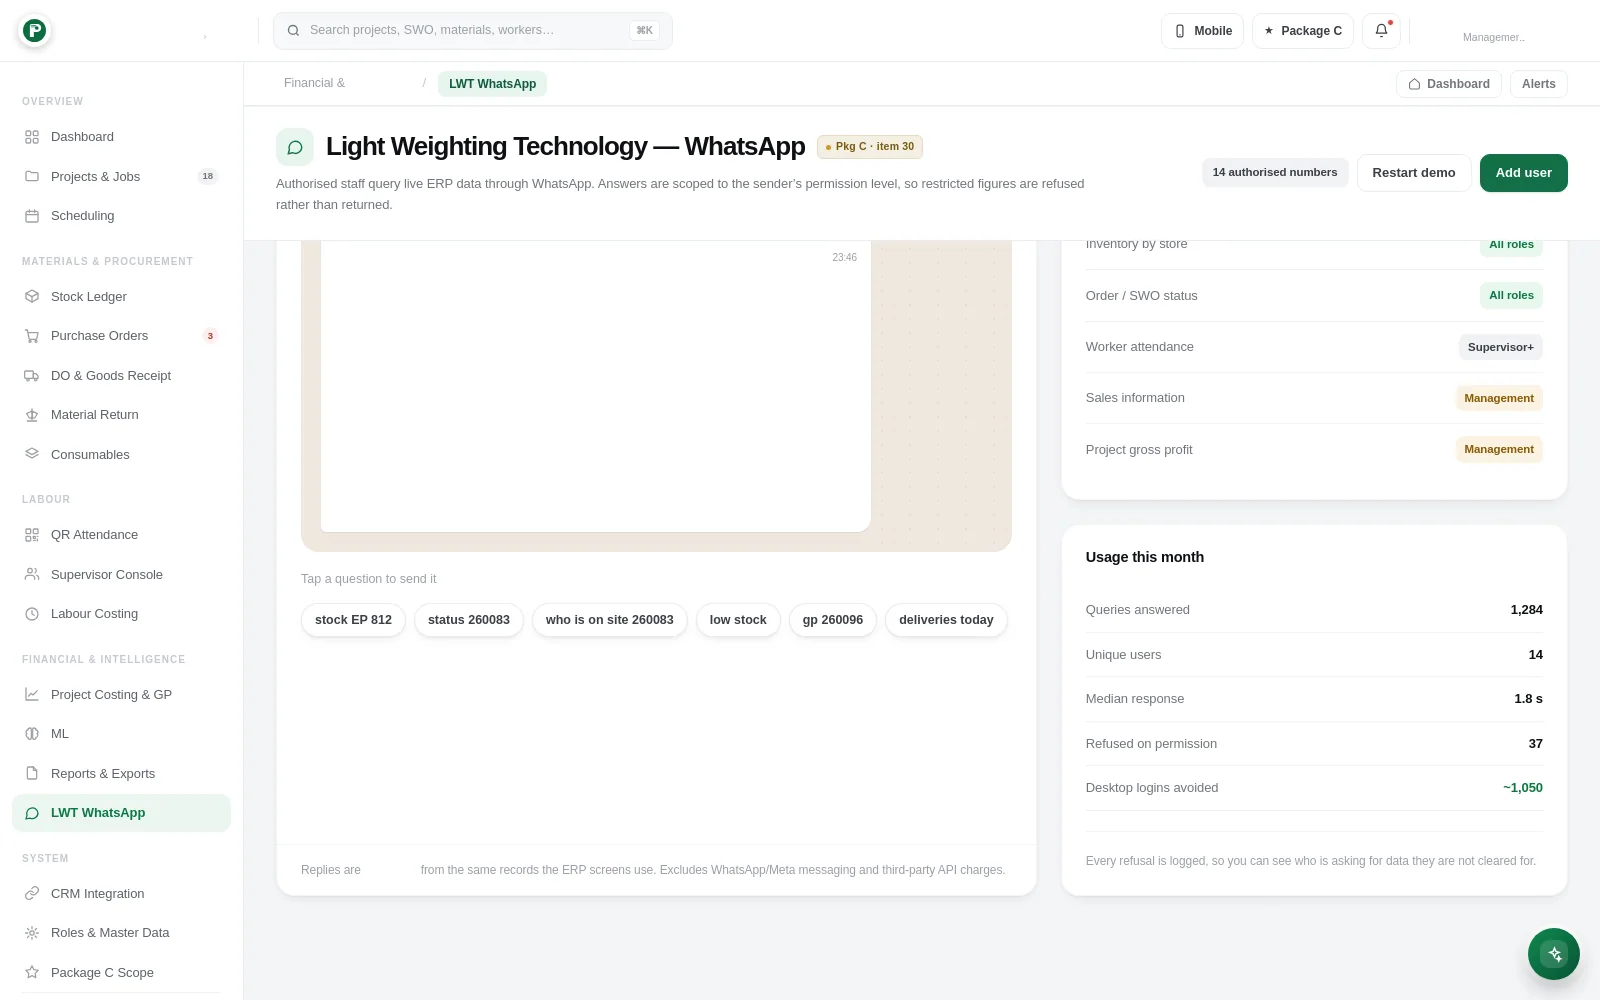 Search projects, SWO, materials, workers…
⌘K
Mobile
★ Package C
Managemer..
OVERVIEW
Dashboard
Projects & Jobs
18
Scheduling
MATERIALS & PROCUREMENT
Stock Ledger
Purchase Orders
3
DO & Goods Receipt
Material Return
Consumables
LABOUR
QR Attendance
Supervisor Console
Labour Costing
FINANCIAL & INTELLIGENCE
Project Costing & GP
ML
Reports & Exports
LWT WhatsApp
SYSTEM
CRM Integration
Roles & Master Data
Package C Scope
Financial &
/
LWT WhatsApp
Dashboard
Alerts
Light Weighting Technology — WhatsApp
Pkg C · item 30
Authorised staff query live ERP data through WhatsApp. Answers are scoped to the sender's permission level, so restricted figures are refused
rather than returned.
14 authorised numbers
Restart demo
Add user
23:46
Tap a question to send it
stock EP 812
status 260083
who is on site 260083
low stock
gp 260096
deliveries today
Replies are from the same records the ERP screens use. Excludes WhatsApp/Meta messaging and third-party API charges.
Inventory by store
All roles
Order / SWO status
All roles
Worker attendance
Supervisor+
Sales information
Management
Project gross profit
Management
Usage this month
Queries answered
1,284
Unique users
14
Median response
1.8 s
Refused on permission
37
Desktop logins avoided
~1,050
Every refusal is logged, so you can see who is asking for data they are not cleared for.